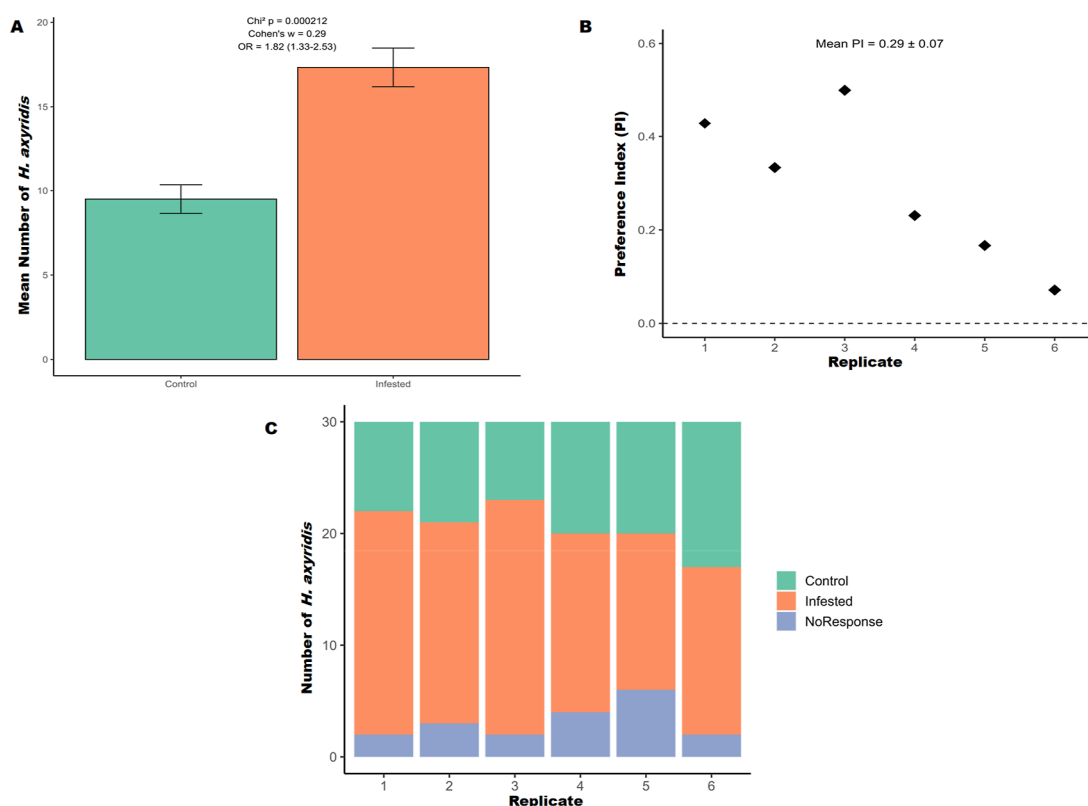 A
Chi² p = 0.000212
Cohen's w = 0.29
OR = 1.82 (1.33-2.53)
Mean Number of H. axyridis
20
15
10
5
0
Control Infested
B
Mean PI = 0.29 ± 0.07
Preference Index (PI)
0.6
0.4
0.2
0.0
1 2 3 4 5 6
Replicate
C
Number of H. axyridis
30
20
10
0
1 2 3 4 5 6
Replicate
Control
Infested
NoResponse